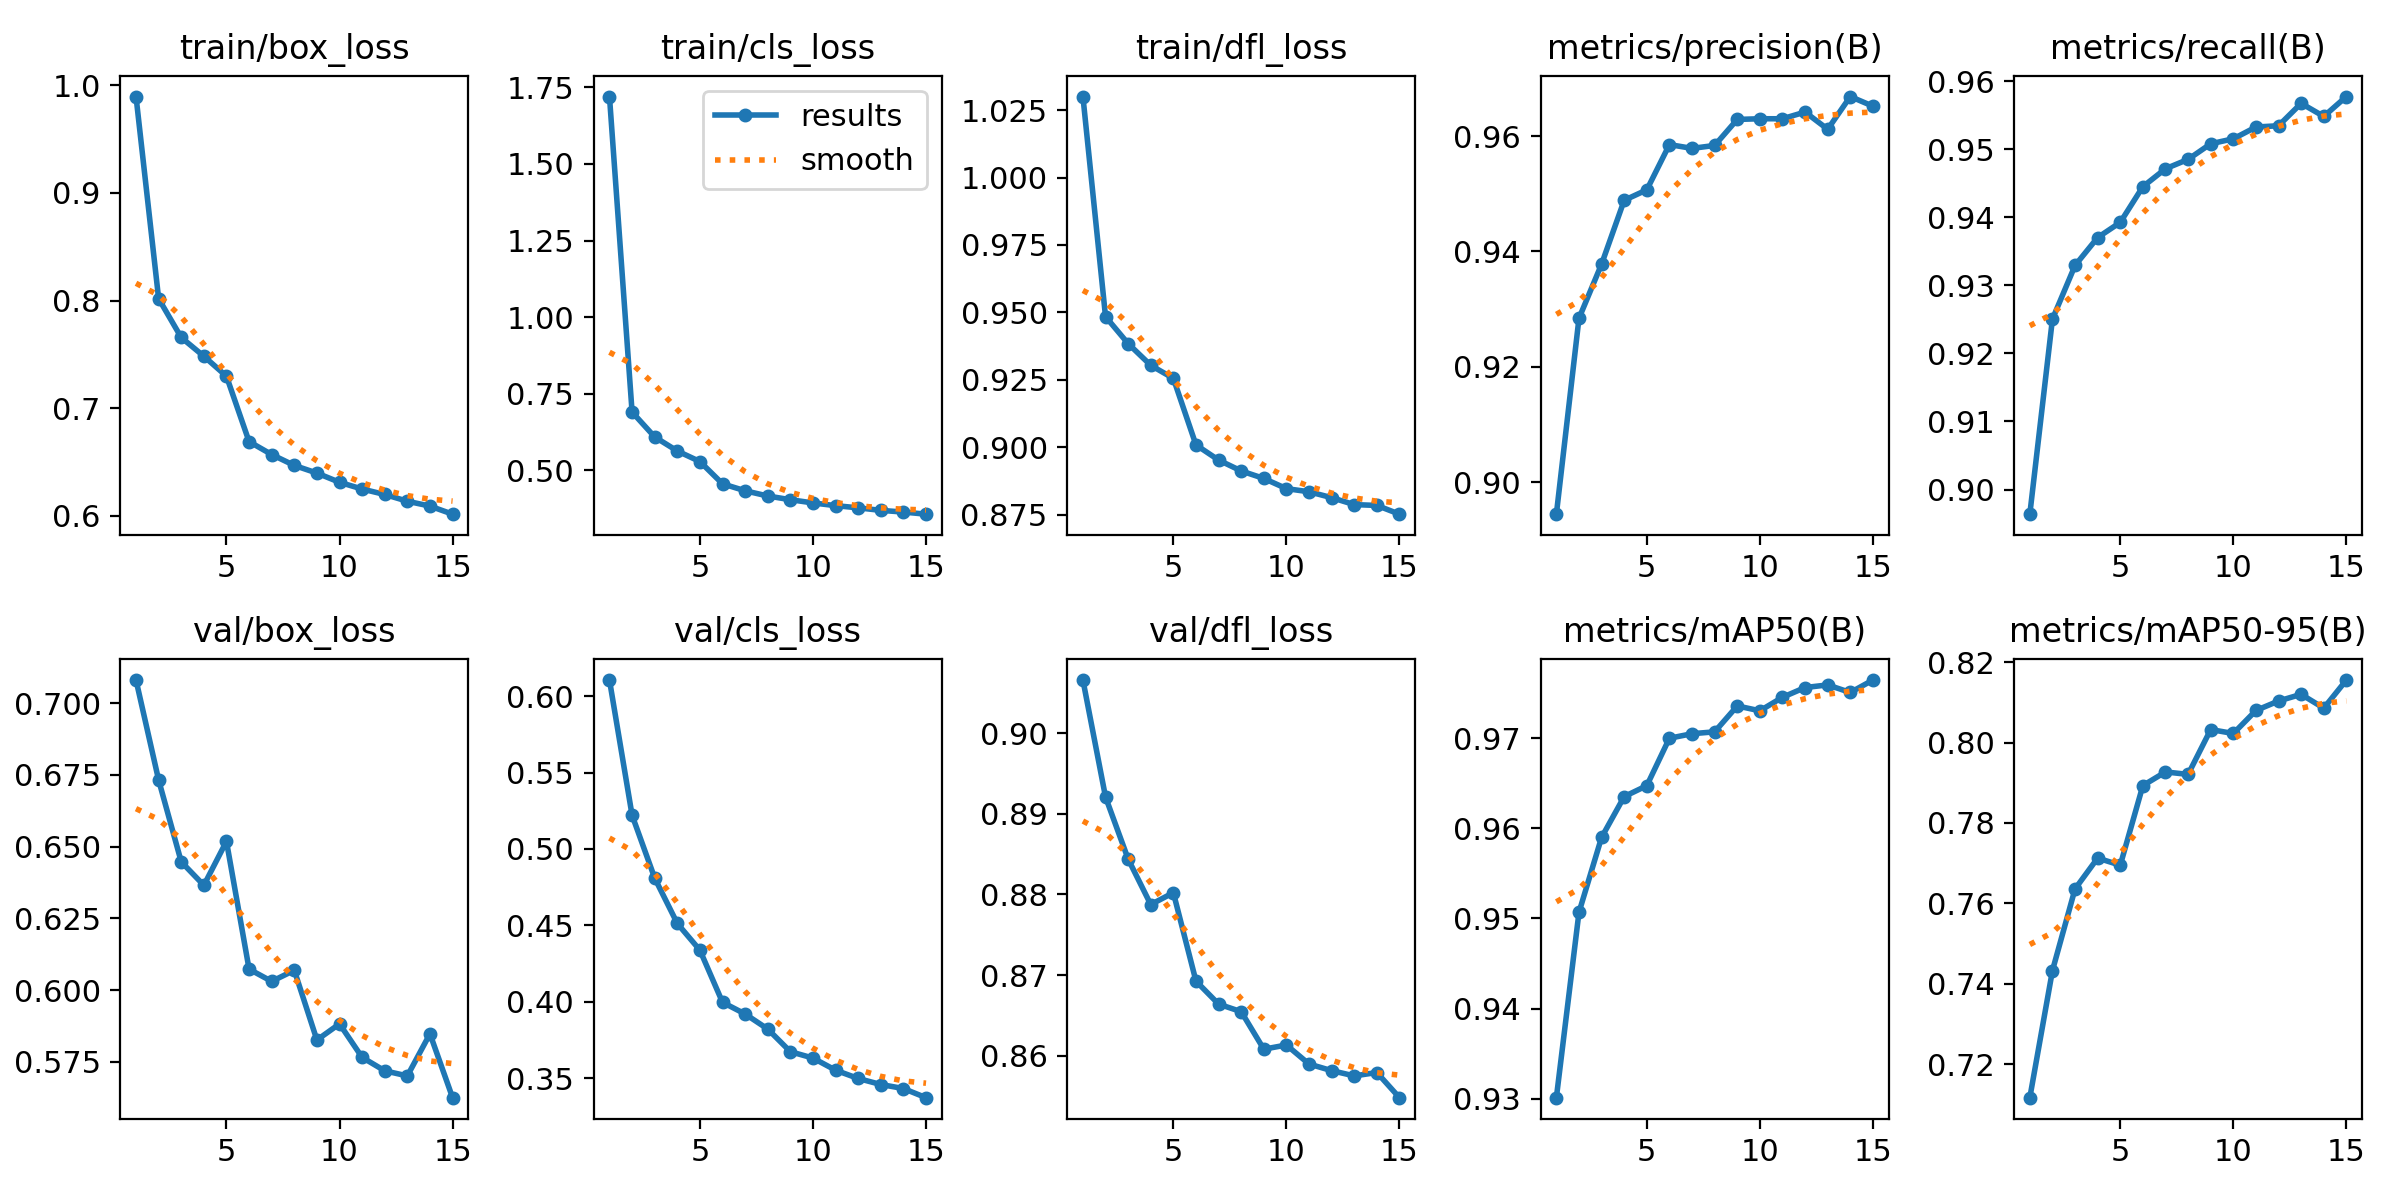 train/box_loss
1.0
0.9
0.8
0.7
0.6
5 10 15
train/cls_loss
results
smooth
1.75
1.50
1.25
1.00
0.75
0.50
5 10 15
train/dfl_loss
1.025
1.000
0.975
0.950
0.925
0.900
0.875
5 10 15
metrics/precision(B)
0.96
0.94
0.92
0.90
5 10 15
metrics/recall(B)
0.96
0.95
0.94
0.93
0.92
0.91
0.90
5 10 15
val/box_loss
0.700
0.675
0.650
0.625
0.600
0.575
5 10 15
val/cls_loss
0.60
0.55
0.50
0.45
0.40
0.35
5 10 15
val/dfl_loss
0.90
0.89
0.88
0.87
0.86
5 10 15
metrics/mAP50(B)
0.97
0.96
0.95
0.94
0.93
5 10 15
metrics/mAP50-95(B)
0.82
0.80
0.78
0.76
0.74
0.72
5 10 15